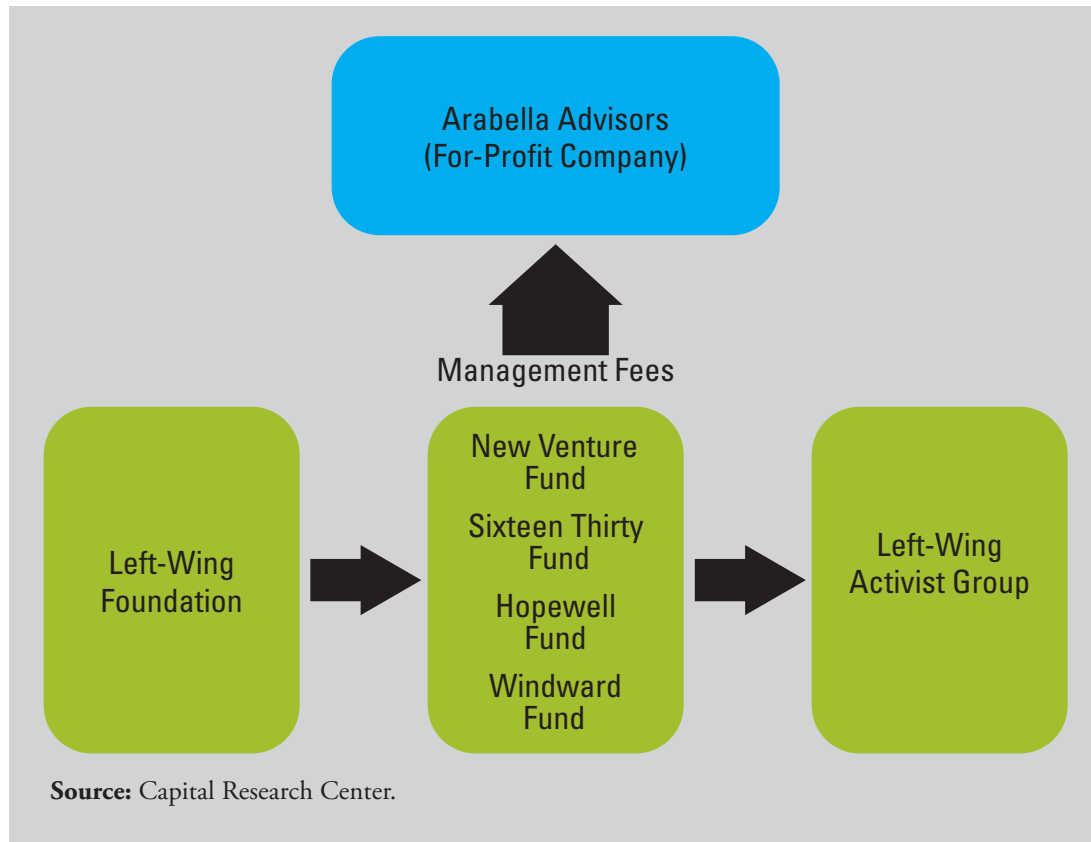 Arabella Advisors
(For-Profit Company)
Management Fees
Left-Wing
Foundation
New Venture
Fund
Sixteen Thirty
Fund
Hopewell
Fund
Windward
Fund
Left-Wing
Activist Group
Source: Capital Research Center.